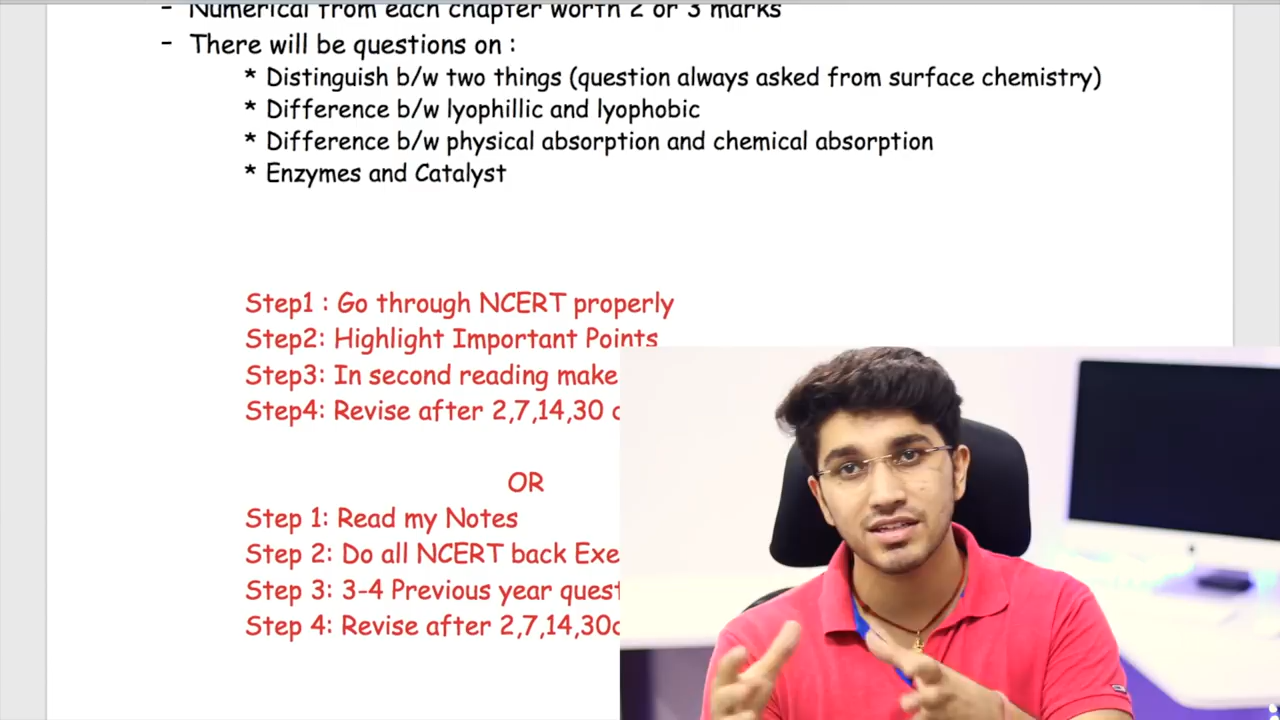 - Numerical from each chapter worth 2 or 3 marks
- There will be questions on :
* Distinguish b/w two things (question always asked from surface chemistry)
* Difference b/w lyophillic and lyophobic
* Difference b/w physical absorption and chemical absorption
* Enzymes and Catalyst
Step1 : Go through NCERT properly
Step2: Highlight Important Points
Step3: In second reading make
Step4: Revise after 2,7,14,30
OR
Step 1: Read my Notes
Step 2: Do all NCERT back
Step 3: 3-4 Previous year
Step 4: Revise after 2,7,14,30